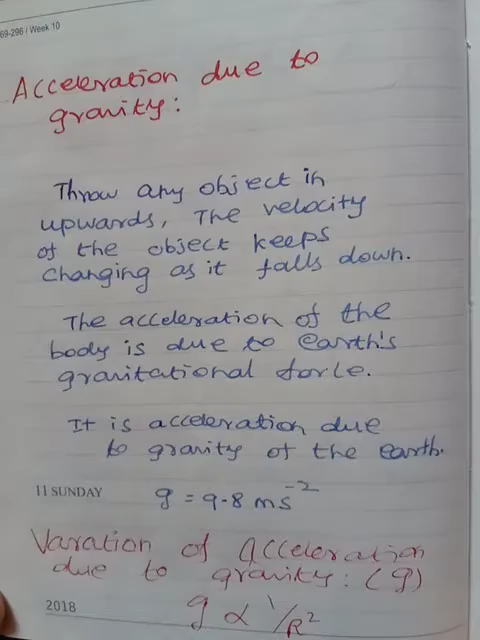 69-296 / Week 10
Acceleration due to
gravity:
Throw any object in
upwards, The velocity
of the object keeps
changing as it falls down.
The acceleration of the
body is due to earth's
gravitational force.
It is acceleration due
to gravity of the earth.
11 SUNDAY
g = 9.8 ms⁻²
Varation of Acceleration
due to gravity: (g)
2018
g ∝ 1/R²